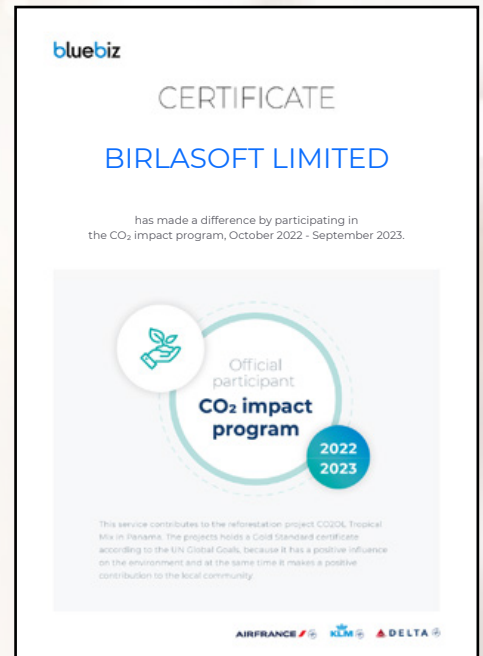 bluebiz
CERTIFICATE
BIRLASOFT LIMITED
has made a difference by participating in
the CO₂ impact program, October 2022 - September 2023.
Official
participant
CO₂ impact
program
2022
2023
This service contributes to the reforestation project CO2OL Tropical
Mix in Panama. The projects holds a Gold Standard certificate
according to the UN Global Goals, because it has a positive influence
on the environment and at the same time it makes a positive
contribution to the local community.
AIRFRANCE KLM DELTA